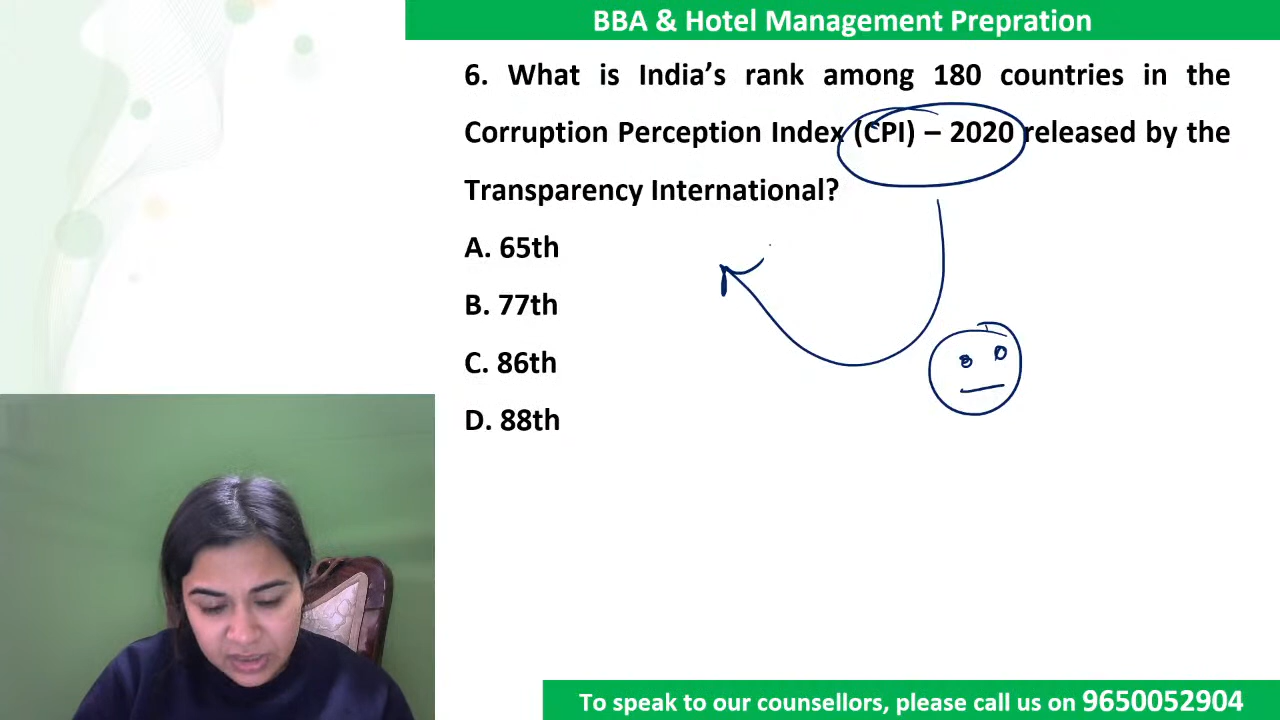 BBA & Hotel Management Prepration
6. What is India’s rank among 180 countries in the
Corruption Perception Index (CPI) – 2020 released by the
Transparency International?
A. 65th
B. 77th
C. 86th
D. 88th
To speak to our counsellors, please call us on 9650052904